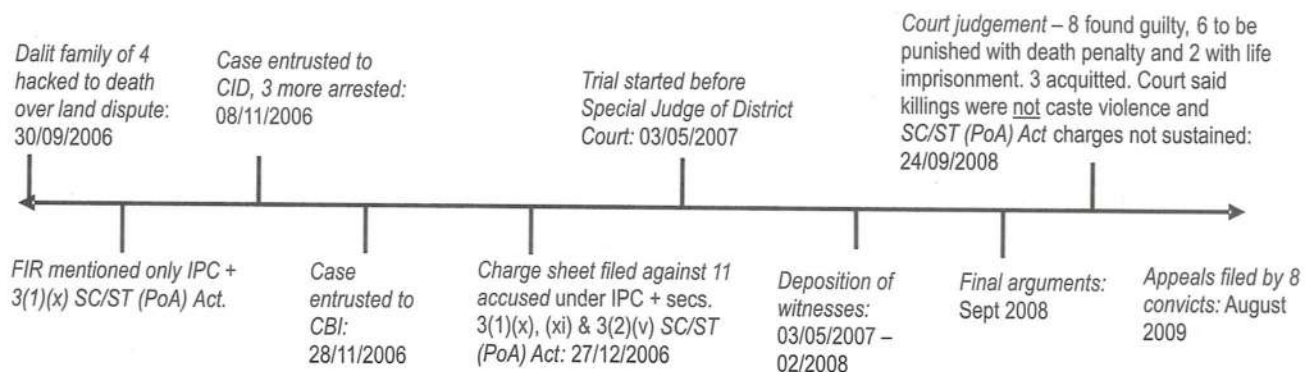 Dalit family of 4
hacked to death
over land dispute:
30/09/2006
Case entrusted to
CID, 3 more arrested:
08/11/2006
Trial started before
Special Judge of District
Court: 03/05/2007
Court judgement – 8 found guilty, 6 to be
punished with death penalty and 2 with life
imprisonment. 3 acquitted. Court said
killings were not caste violence and
SC/ST (PoA) Act charges not sustained:
24/09/2008
FIR mentioned only IPC +
3(1)(x) SC/ST (PoA) Act.
Case
entrusted to
CBI:
28/11/2006
Charge sheet filed against 11
accused under IPC + secs.
3(1)(x), (xi) & 3(2)(v) SC/ST
(PoA) Act: 27/12/2006
Deposition of
witnesses:
03/05/2007 –
02/2008
Final arguments:
Sept 2008
Appeals filed by 8
convicts: August
2009